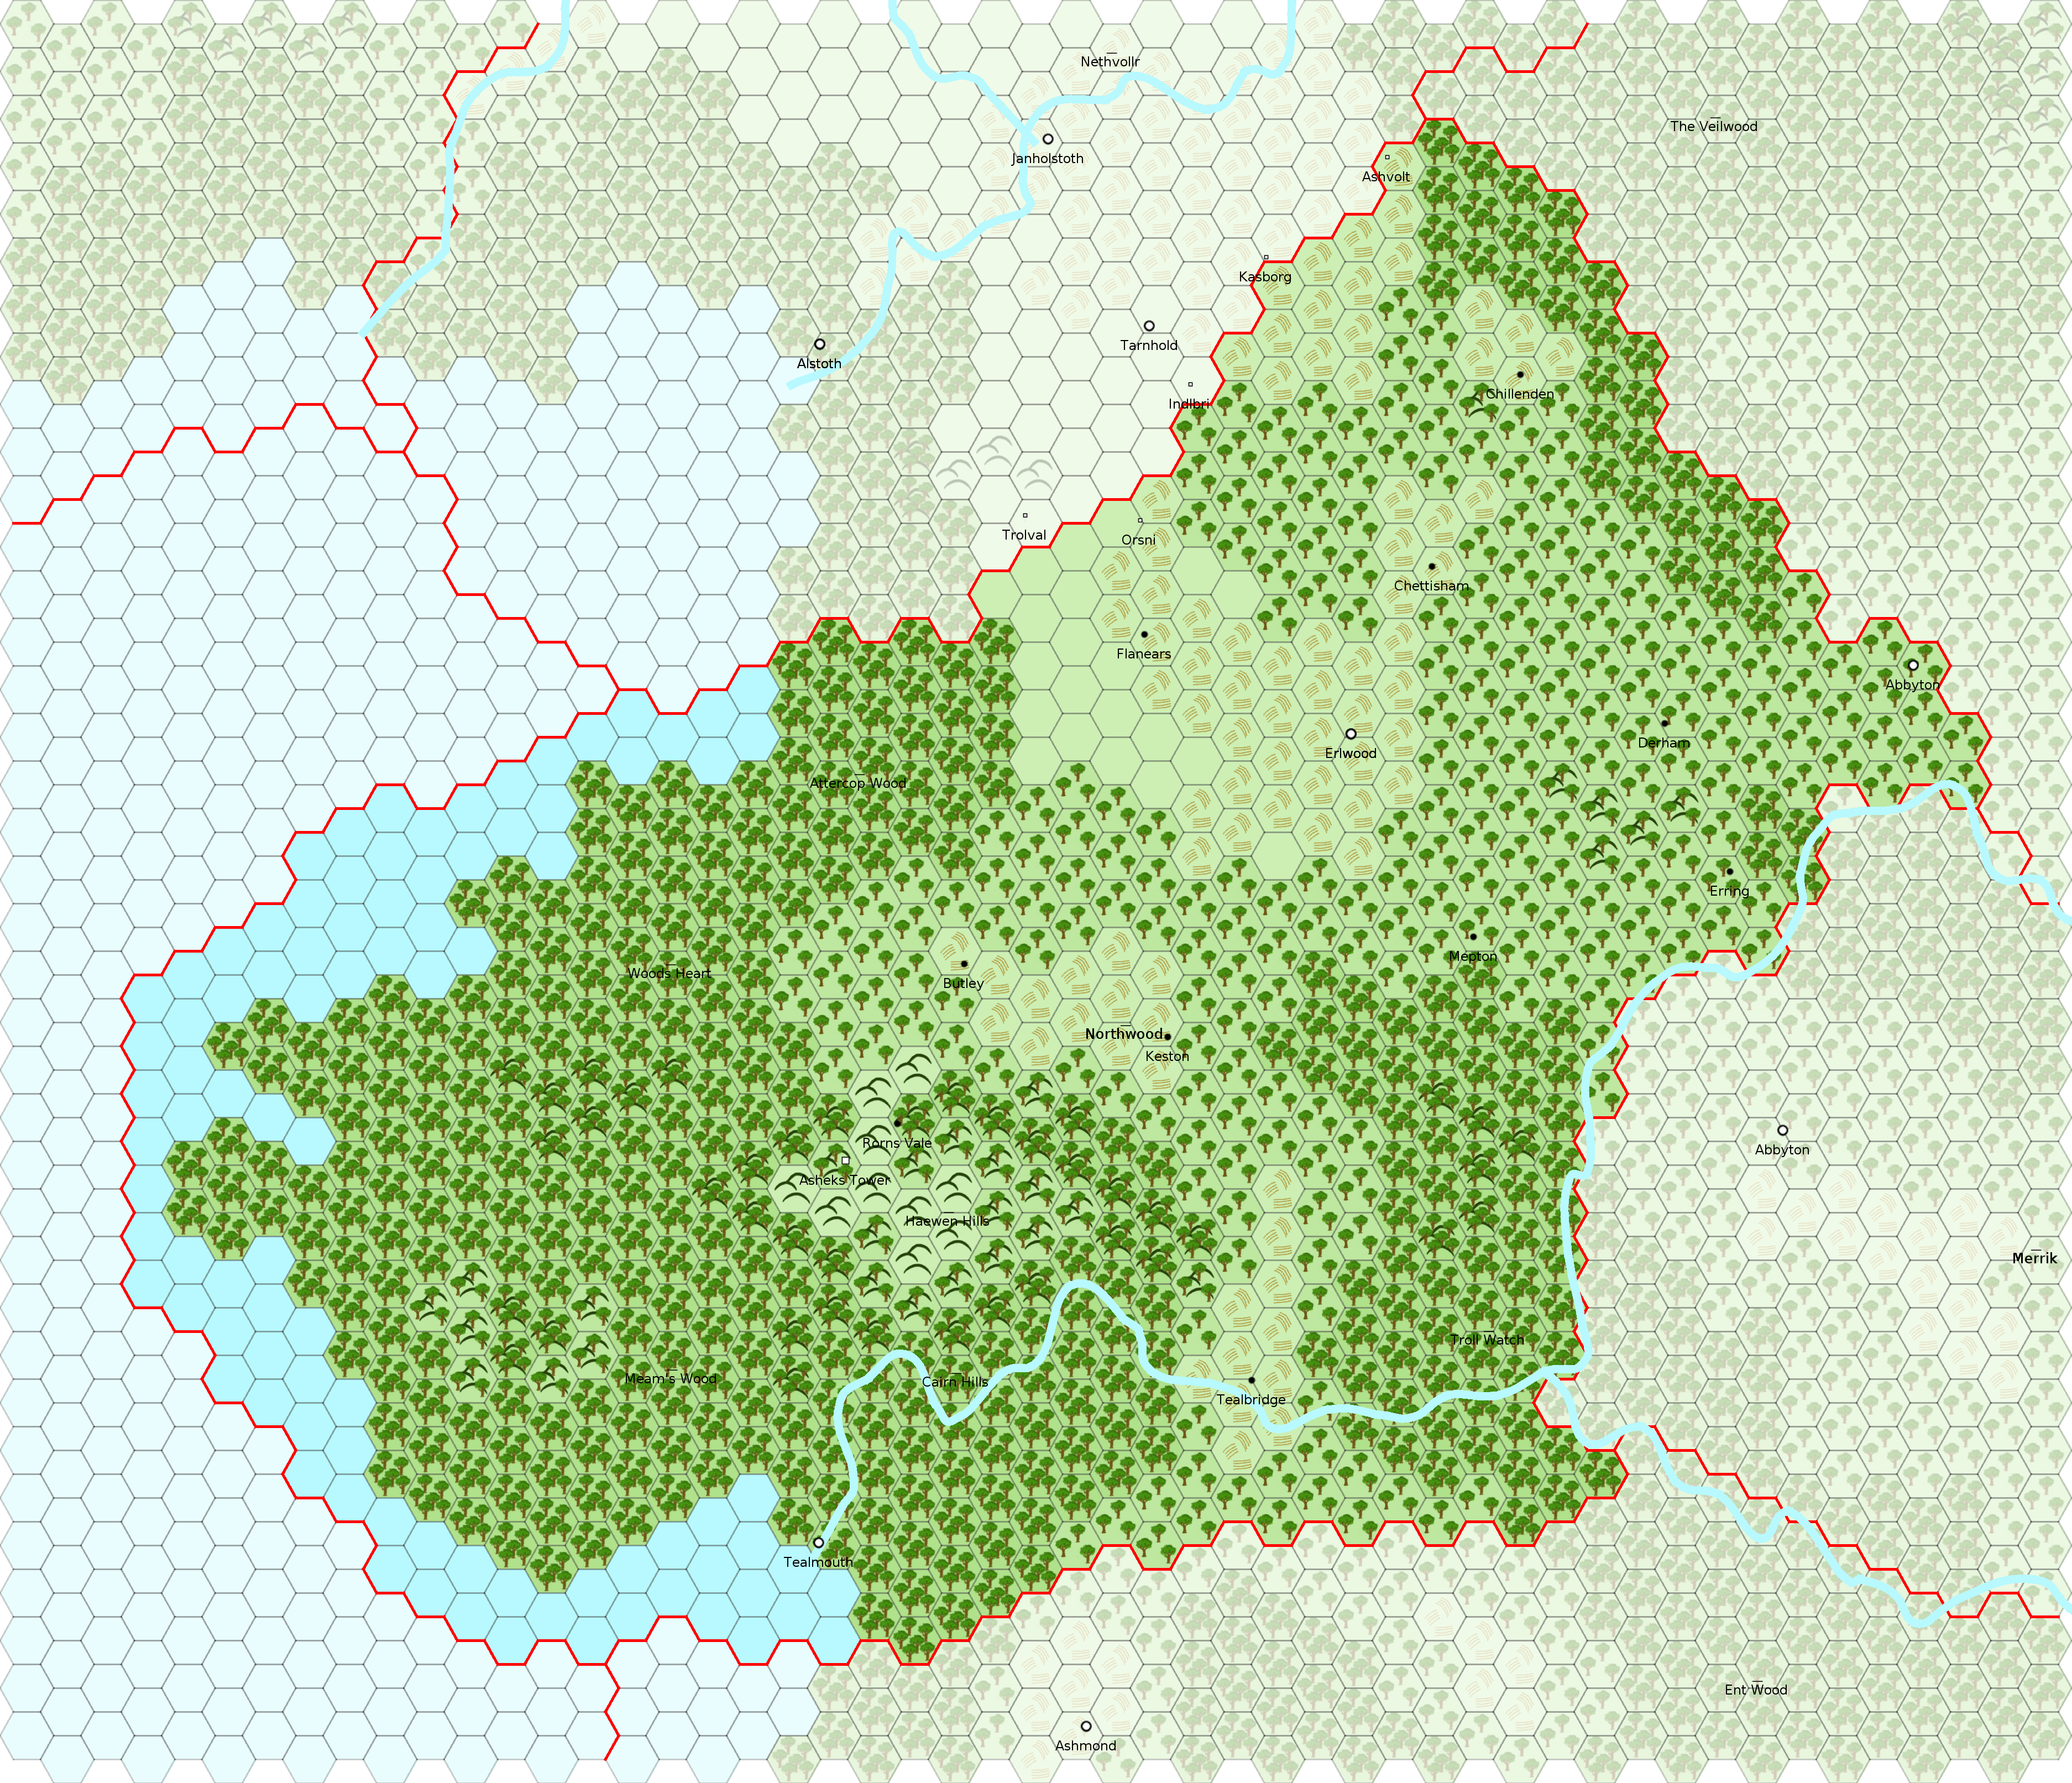 Nethvollr
The Veilwood
Janholstoth
Ashvolt
Kasborg
Tarnhold
Alstoth
Chillenden
Indlbri
Trolval
Orsni
Chettisham
Flanears
Abbyton
Derham
Erlwood
Attercop Wood
Erring
Mepton
Woods Heart
Butley
Northwood
Keston
Rorns Vale
Abbyton
Asheks Tower
Haewen Hills
Merrik
Troll Watch
Meam's Wood
Cairn Hills
Tealbridge
Tealmouth
Ent Wood
Ashmond